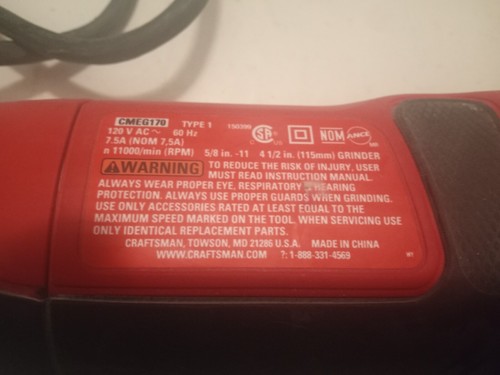 CMEG170 TYPE 1 150399
120 V AC ~ 60 Hz
7.5A (NOM 7,5A)
n 11000/min (RPM) 5/8 in. -11 4 1/2 in. (115mm) GRINDER
SA NOM ANCE
WARNING TO REDUCE THE RISK OF INJURY, USER
MUST READ INSTRUCTION MANUAL.
ALWAYS WEAR PROPER EYE, RESPIRATORY HEARING
PROTECTION. ALWAYS USE PROPER GUARDS WHEN GRINDING.
USE ONLY ACCESSORIES RATED AT LEAST EQUAL TO THE
MAXIMUM SPEED MARKED ON THE TOOL. WHEN SERVICING USE
ONLY IDENTICAL REPLACEMENT PARTS.
CRAFTSMAN, TOWSON, MD 21286 U.S.A. MADE IN CHINA
WWW.CRAFTSMAN.COM ?: 1-888-331-4569